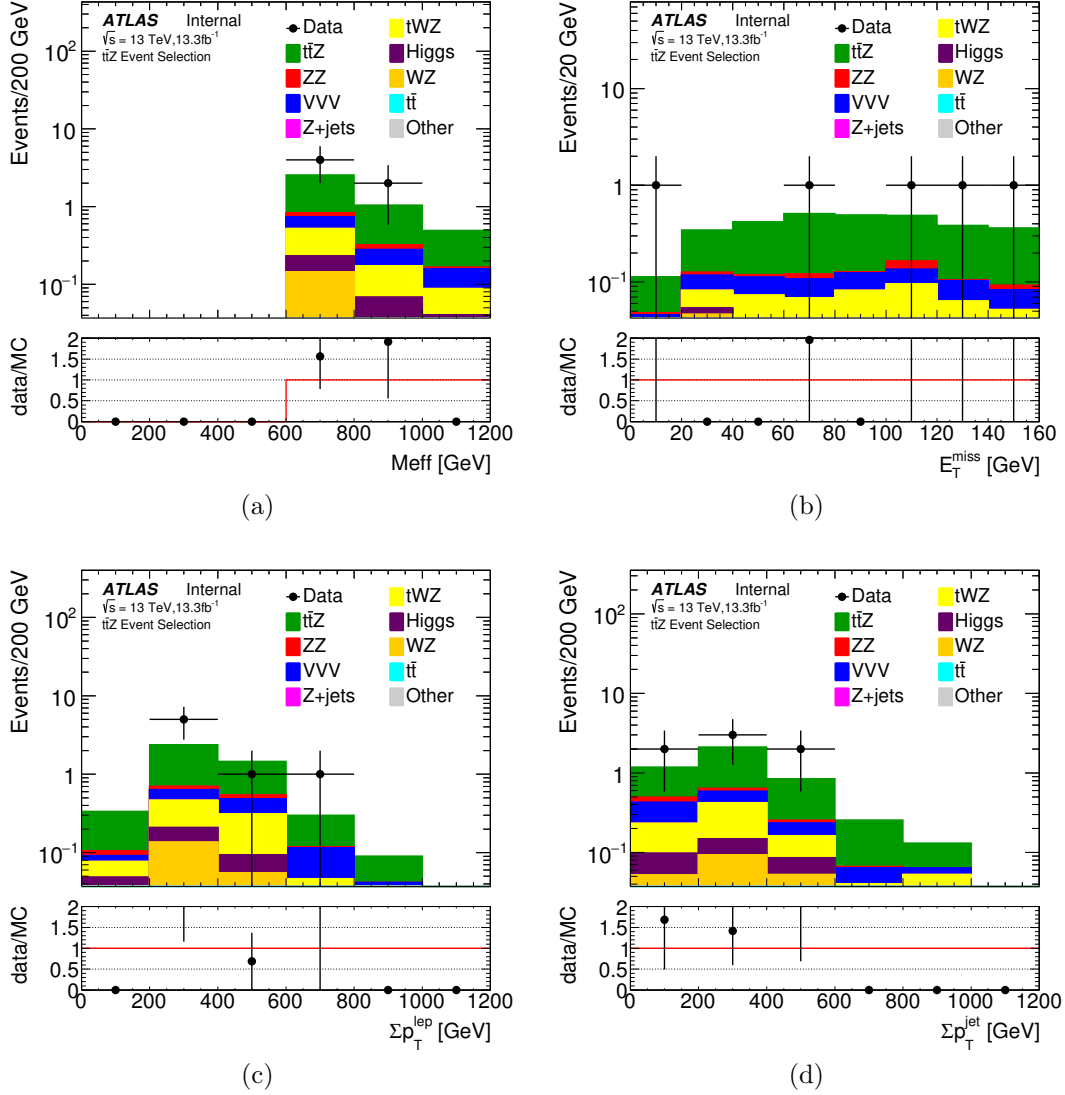 ATLAS Internal
√s = 13 TeV,13.3fb⁻¹
tt̄Z Event Selection
Data
tt̄Z
ZZ
VVV
Z+jets
tWZ
Higgs
WZ
tt̄
Other
Events/200 GeV
10²
10
1
10⁻¹
data/MC
2
1.5
1
0.5
0
0 200 400 600 800 1000 1200
Meff [GeV]
(a)
ATLAS Internal
√s = 13 TeV,13.3fb⁻¹
tt̄Z Event Selection
Data
tt̄Z
ZZ
VVV
Z+jets
tWZ
Higgs
WZ
tt̄
Other
Events/20 GeV
10²
10
1
10⁻¹
data/MC
2
1.5
1
0.5
0
0 20 40 60 80 100 120 140 160
E_T^miss [GeV]
(b)
ATLAS Internal
√s = 13 TeV,13.3fb⁻¹
tt̄Z Event Selection
Data
tt̄Z
ZZ
VVV
Z+jets
tWZ
Higgs
WZ
tt̄
Other
Events/200 GeV
10²
10
1
10⁻¹
data/MC
2
1.5
1
0.5
0
0 200 400 600 800 1000 1200
Σp_T^lep [GeV]
(c)
ATLAS Internal
√s = 13 TeV,13.3fb⁻¹
tt̄Z Event Selection
Data
tt̄Z
ZZ
VVV
Z+jets
tWZ
Higgs
WZ
tt̄
Other
Events/200 GeV
10²
10
1
10⁻¹
data/MC
2
1.5
1
0.5
0
0 200 400 600 800 1000 1200
Σp_T^jet [GeV]
(d)